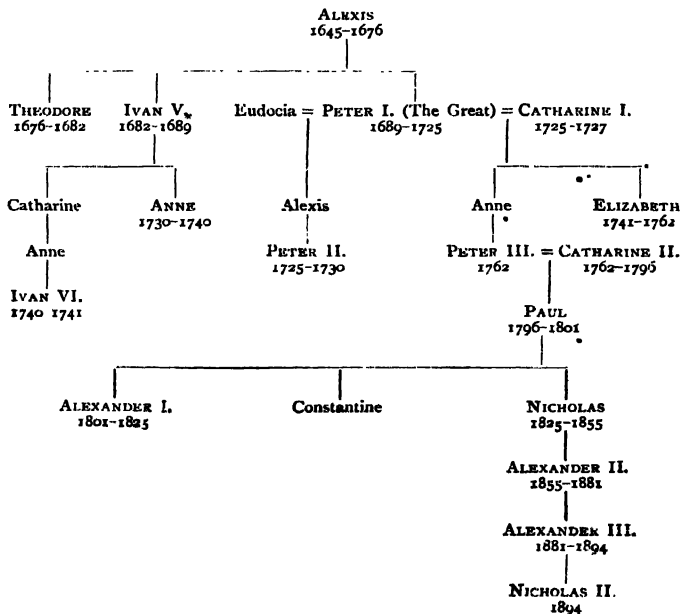 ALEXIS
1645-1676
THEODORE IVAN V. Eudocia = PETER I. (The Great) = CATHARINE I.
1676-1682 1682-1689 1689-1725 1725-1727
Catharine ANNE Alexis Anne ELIZABETH
1730-1740 1741-1762
Anne PETER II. PETER III. = CATHARINE II.
1725-1730 1762 1762-1796
IVAN VI.
1740 1741
PAUL
1796-1801
ALEXANDER I. Constantine NICHOLAS
1801-1825 1825-1855
ALEXANDER II.
1855-1881
ALEXANDER III.
1881-1894
NICHOLAS II.
1894